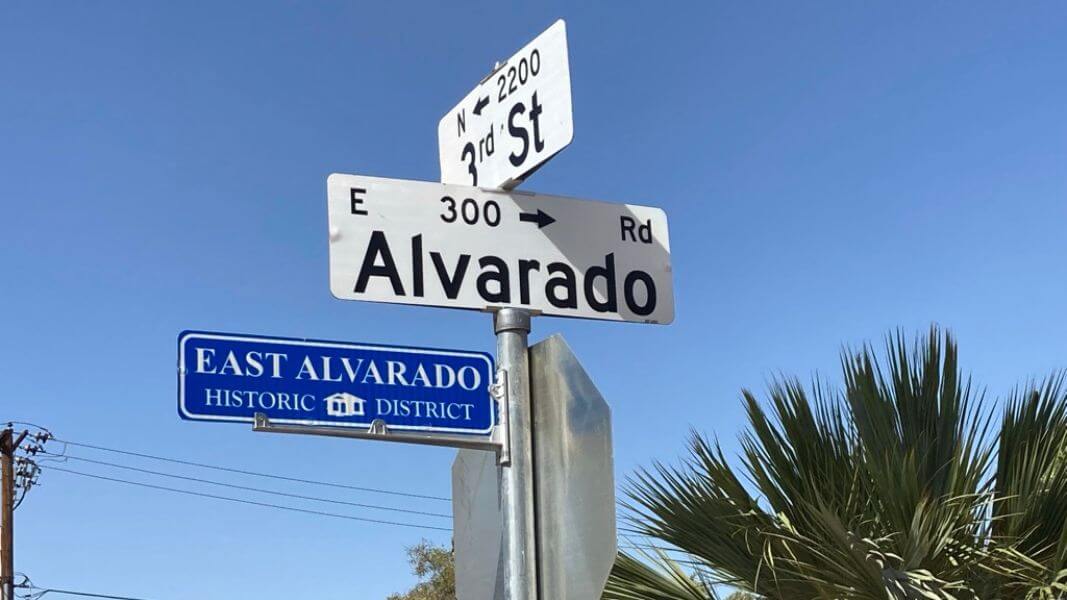 N ← 2200
3rd St
E 300 → Rd
Alvarado
EAST ALVARADO
HISTORIC DISTRICT